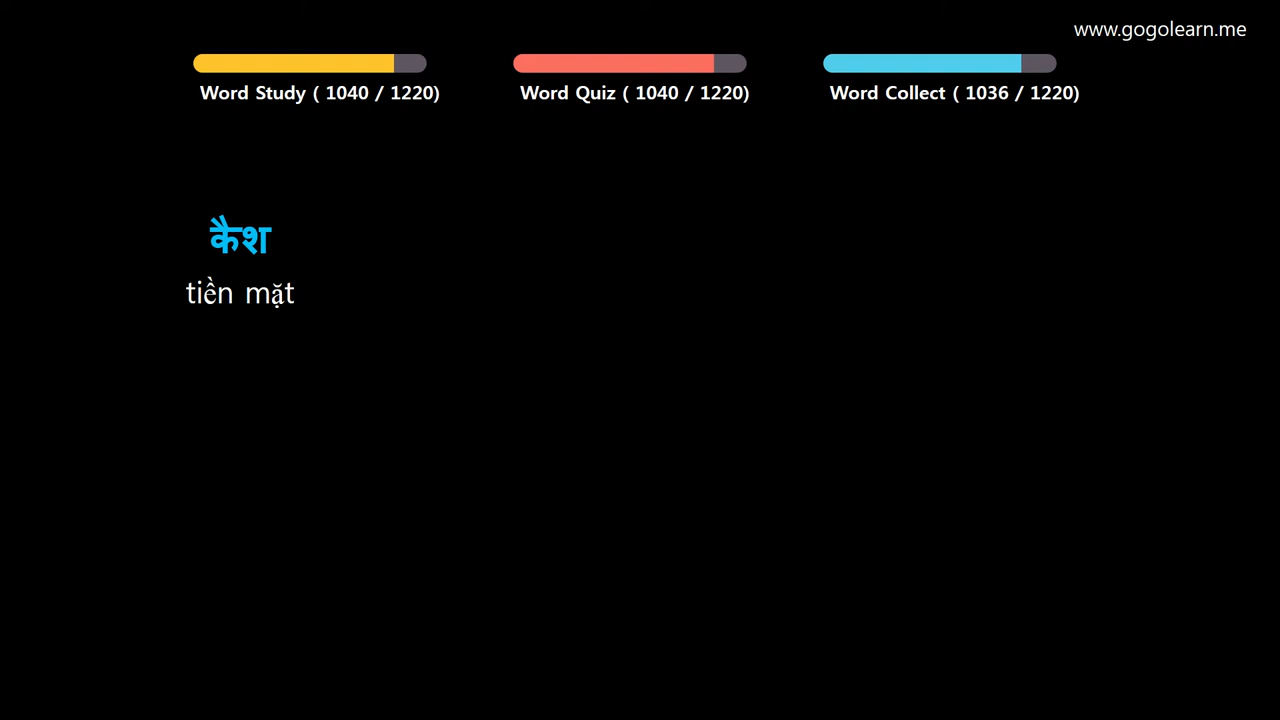 www.gogolearn.me
Word Study ( 1040 / 1220)
Word Quiz ( 1040 / 1220)
Word Collect ( 1036 / 1220)
कैश
tiền mặt